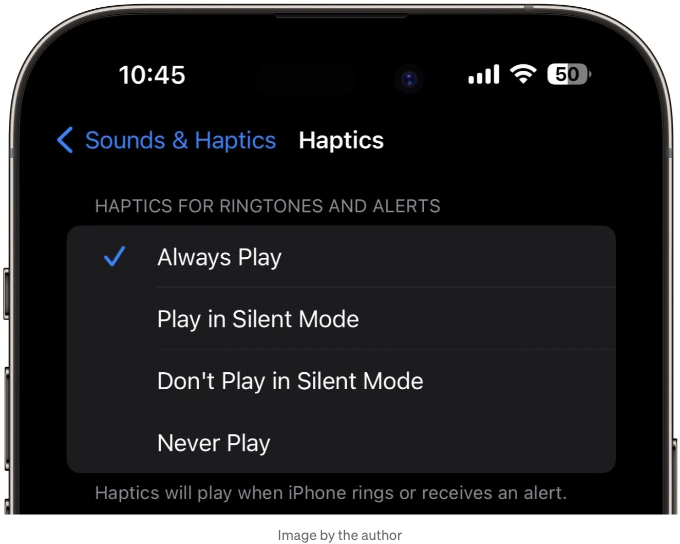 10:45
50
Sounds & Haptics Haptics
HAPTICS FOR RINGTONES AND ALERTS
Always Play
Play in Silent Mode
Don't Play in Silent Mode
Never Play
Haptics will play when iPhone rings or receives an alert.
Image by the author